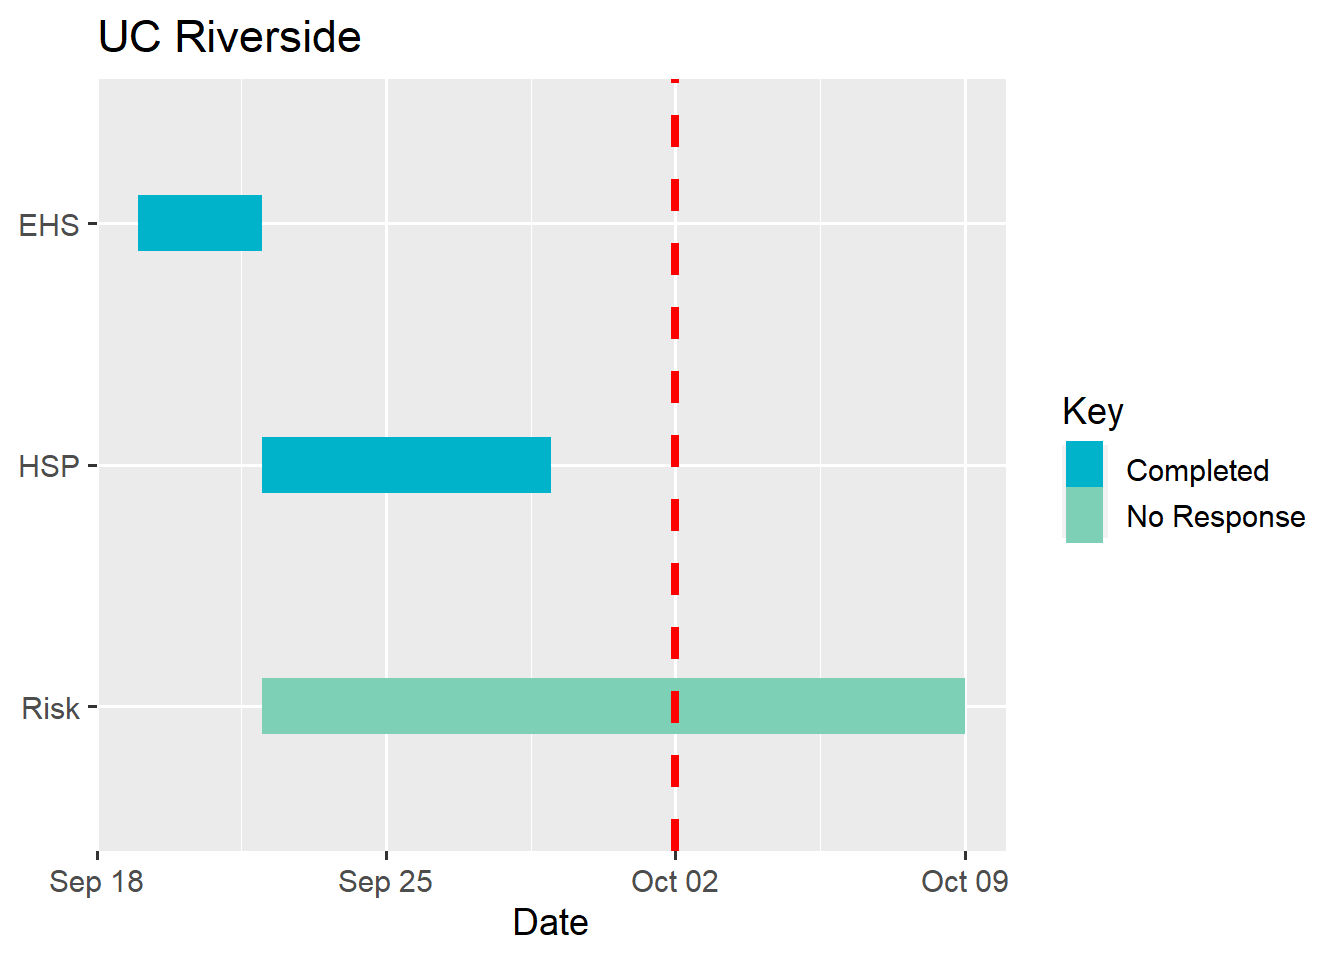 UC Riverside
EHS
HSP
Risk
Sep 18 Sep 25 Oct 02 Oct 09
Date
Key
Completed
No Response